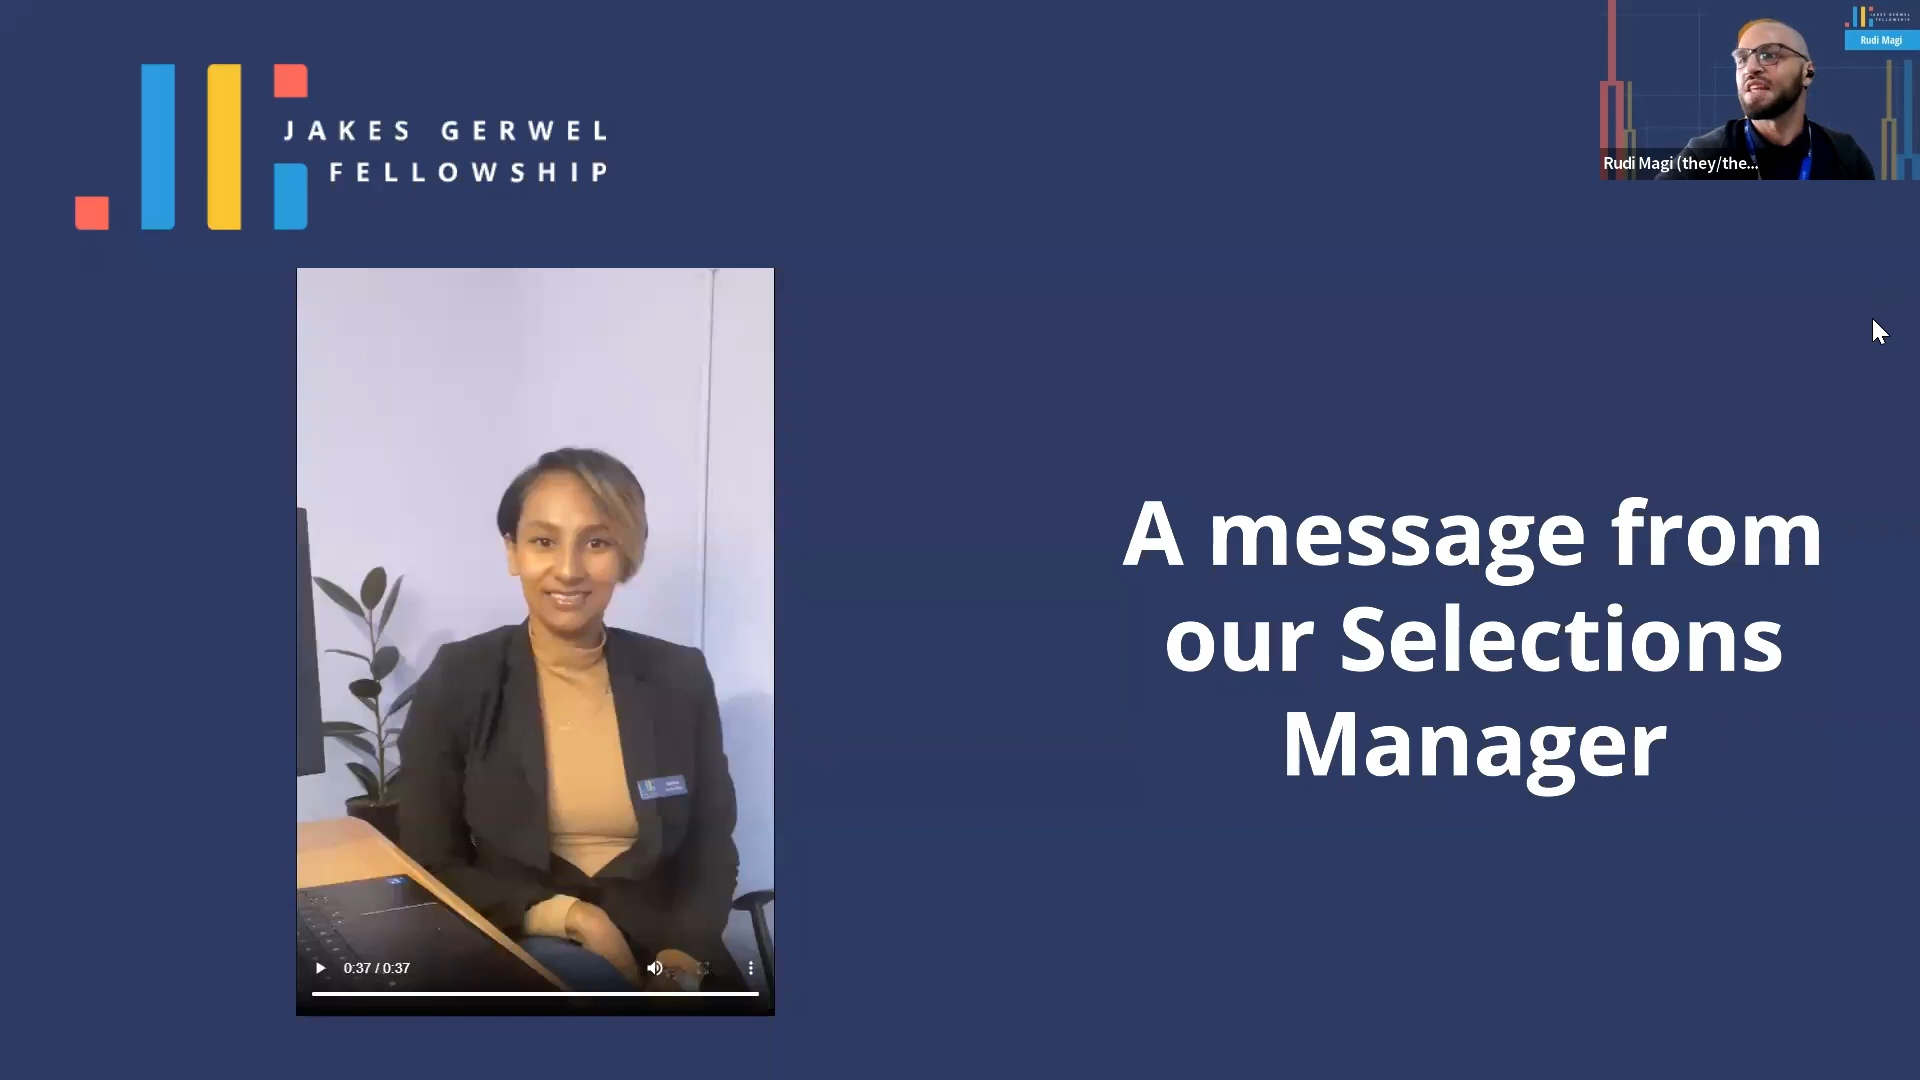 JAKES GERWEL
FELLOWSHIP
Rudi Magi
Rudi Magi (they/the...
A message from
our Selections
Manager
0:37 / 0:37